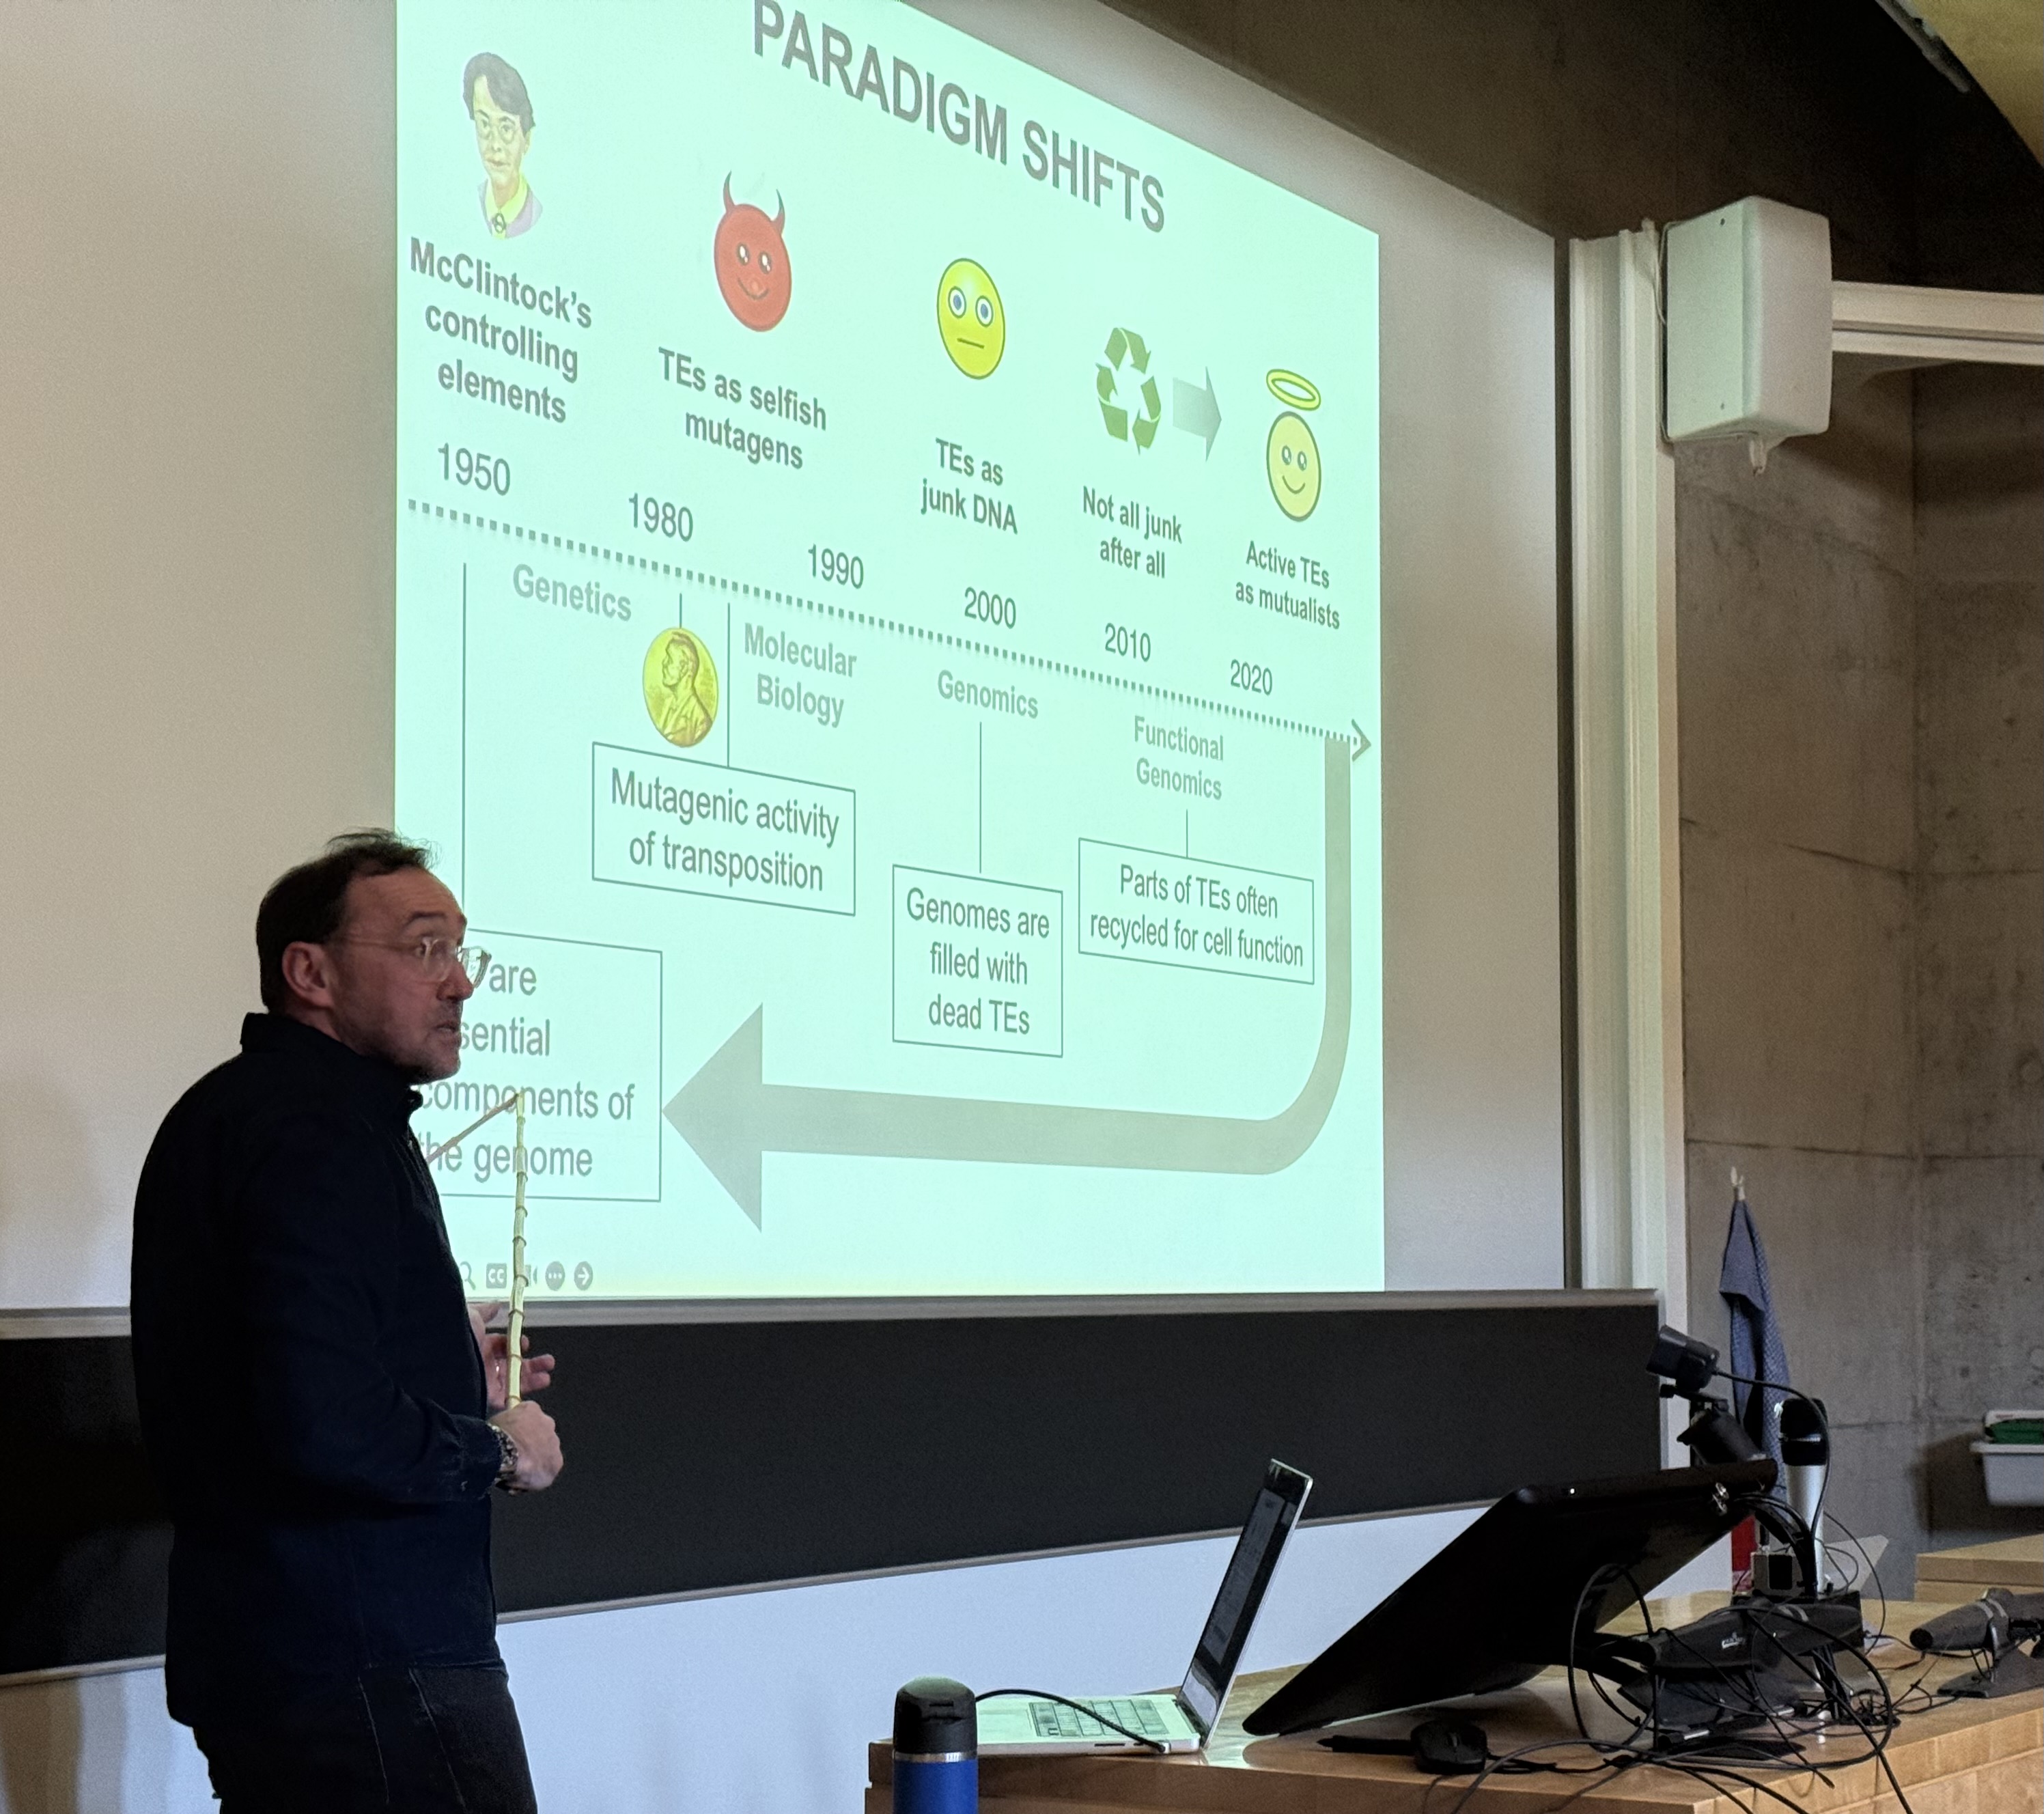 PARADIGM SHIFTS
McClintock's
controlling
elements
TEs as selfish
mutagens
TEs as
junk DNA
Not all junk
after all
Active TEs
as mutualists
1950
1980
1990
2000
2010
2020
Genetics
Molecular
Biology
Genomics
Functional
Genomics
Mutagenic activity
of transposition
Genomes are
filled with
dead TEs
Parts of TEs often
recycled for cell function
are
sential
components of
the genome
CC